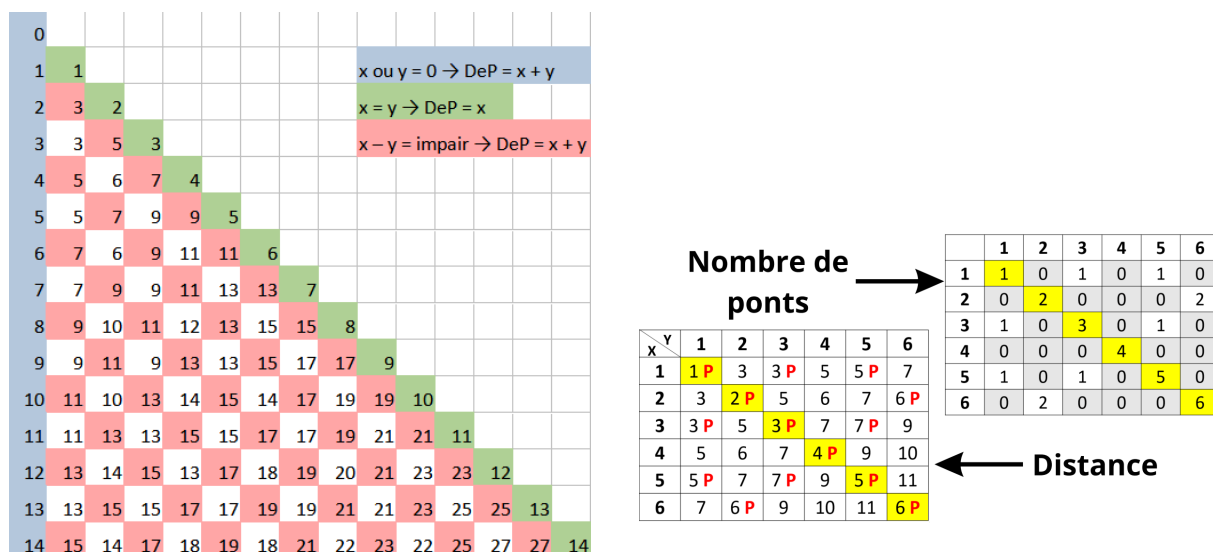 0
1 1 x ou y = 0 → DeP = x + y
2 3 2 x = y → DeP = x
3 3 5 3 x – y = impair → DeP = x + y
4 5 6 7 4
5 5 7 9 9 5
6 7 6 9 11 11 6
7 7 9 9 11 13 13 7
8 9 10 11 12 13 15 15 8
9 9 11 9 13 13 15 17 17 9
10 11 10 13 14 15 14 17 19 19 10
11 11 13 13 15 15 17 17 19 21 21 11
12 13 14 15 13 17 18 19 20 21 23 23 12
13 13 15 15 17 17 19 19 21 21 23 25 25 13
14 15 14 17 18 19 18 21 22 23 22 25 27 27 14
Nombre de
ponts
1 2 3 4 5 6
1 1 0 1 0 1 0
2 0 2 0 0 0 2
3 1 0 3 0 1 0
4 0 0 0 4 0 0
5 1 0 1 0 5 0
6 0 2 0 0 0 6
X Y 1 2 3 4 5 6
1 1 P 3 3 P 5 5 P 7
2 3 2 P 5 6 7 6 P
3 3 P 5 3 P 7 7 P 9
4 5 6 7 4 P 9 10
5 5 P 7 7 P 9 5 P 11
6 7 6 P 9 10 11 6 P
Distance